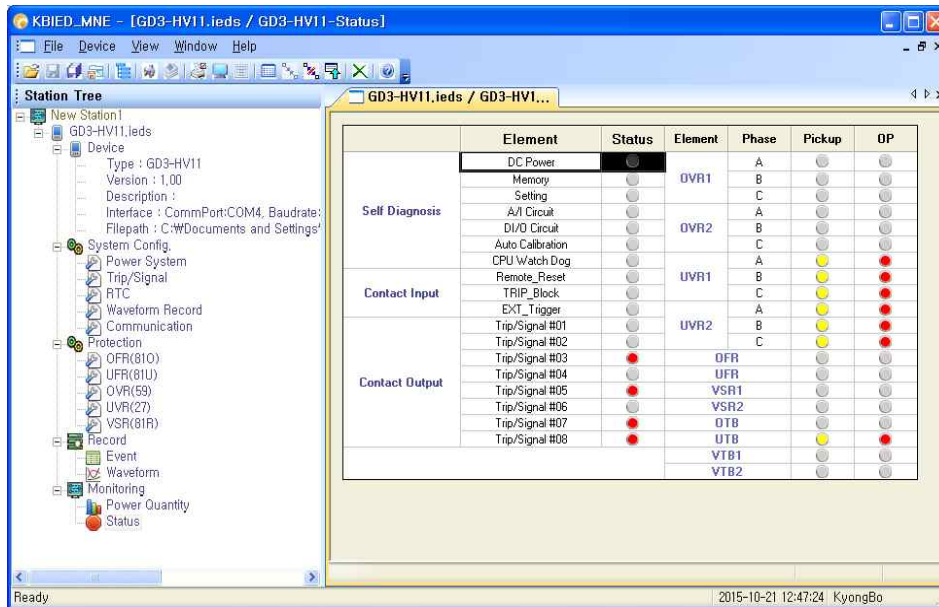 KBIED_MNE - [GD3-HV11.ieds / GD3-HV11-Status]
File Device View Window Help
Station Tree
GD3-HV11,ieds / GD3-HV1...
New Station1
GD3-HV11,ieds
Device
Type : GD3-HV11
Version : 1,00
Description :
Interface : CommPort:COM4, Baudrate:
Filepath : C:₩Documents and Settings
System Config,
Power System
Trip/Signal
RTC
Waveform Record
Communication
Protection
OFR(81O)
UFR(81U)
OVR(59)
UVR(27)
VSR(81R)
Record
Event
Waveform
Monitoring
Power Quantity
Status
Element Status Element Phase Pickup OP
Self Diagnosis
DC Power
Memory
Setting
A/I Circuit
DI/O Circuit
Auto Calibration
CPU Watch Dog
Contact Input
Remote_Reset
TRIP_Block
EXT_Trigger
Contact Output
Trip/Signal #01
Trip/Signal #02
Trip/Signal #03
Trip/Signal #04
Trip/Signal #05
Trip/Signal #06
Trip/Signal #07
Trip/Signal #08
OVR1
A
B
C
OVR2
A
B
C
UVR1
A
B
C
UVR2
A
B
C
OFR
UFR
VSR1
VSR2
OTB
UTB
VTB1
VTB2
Ready
2015-10-21 12:47:24 KyongBo